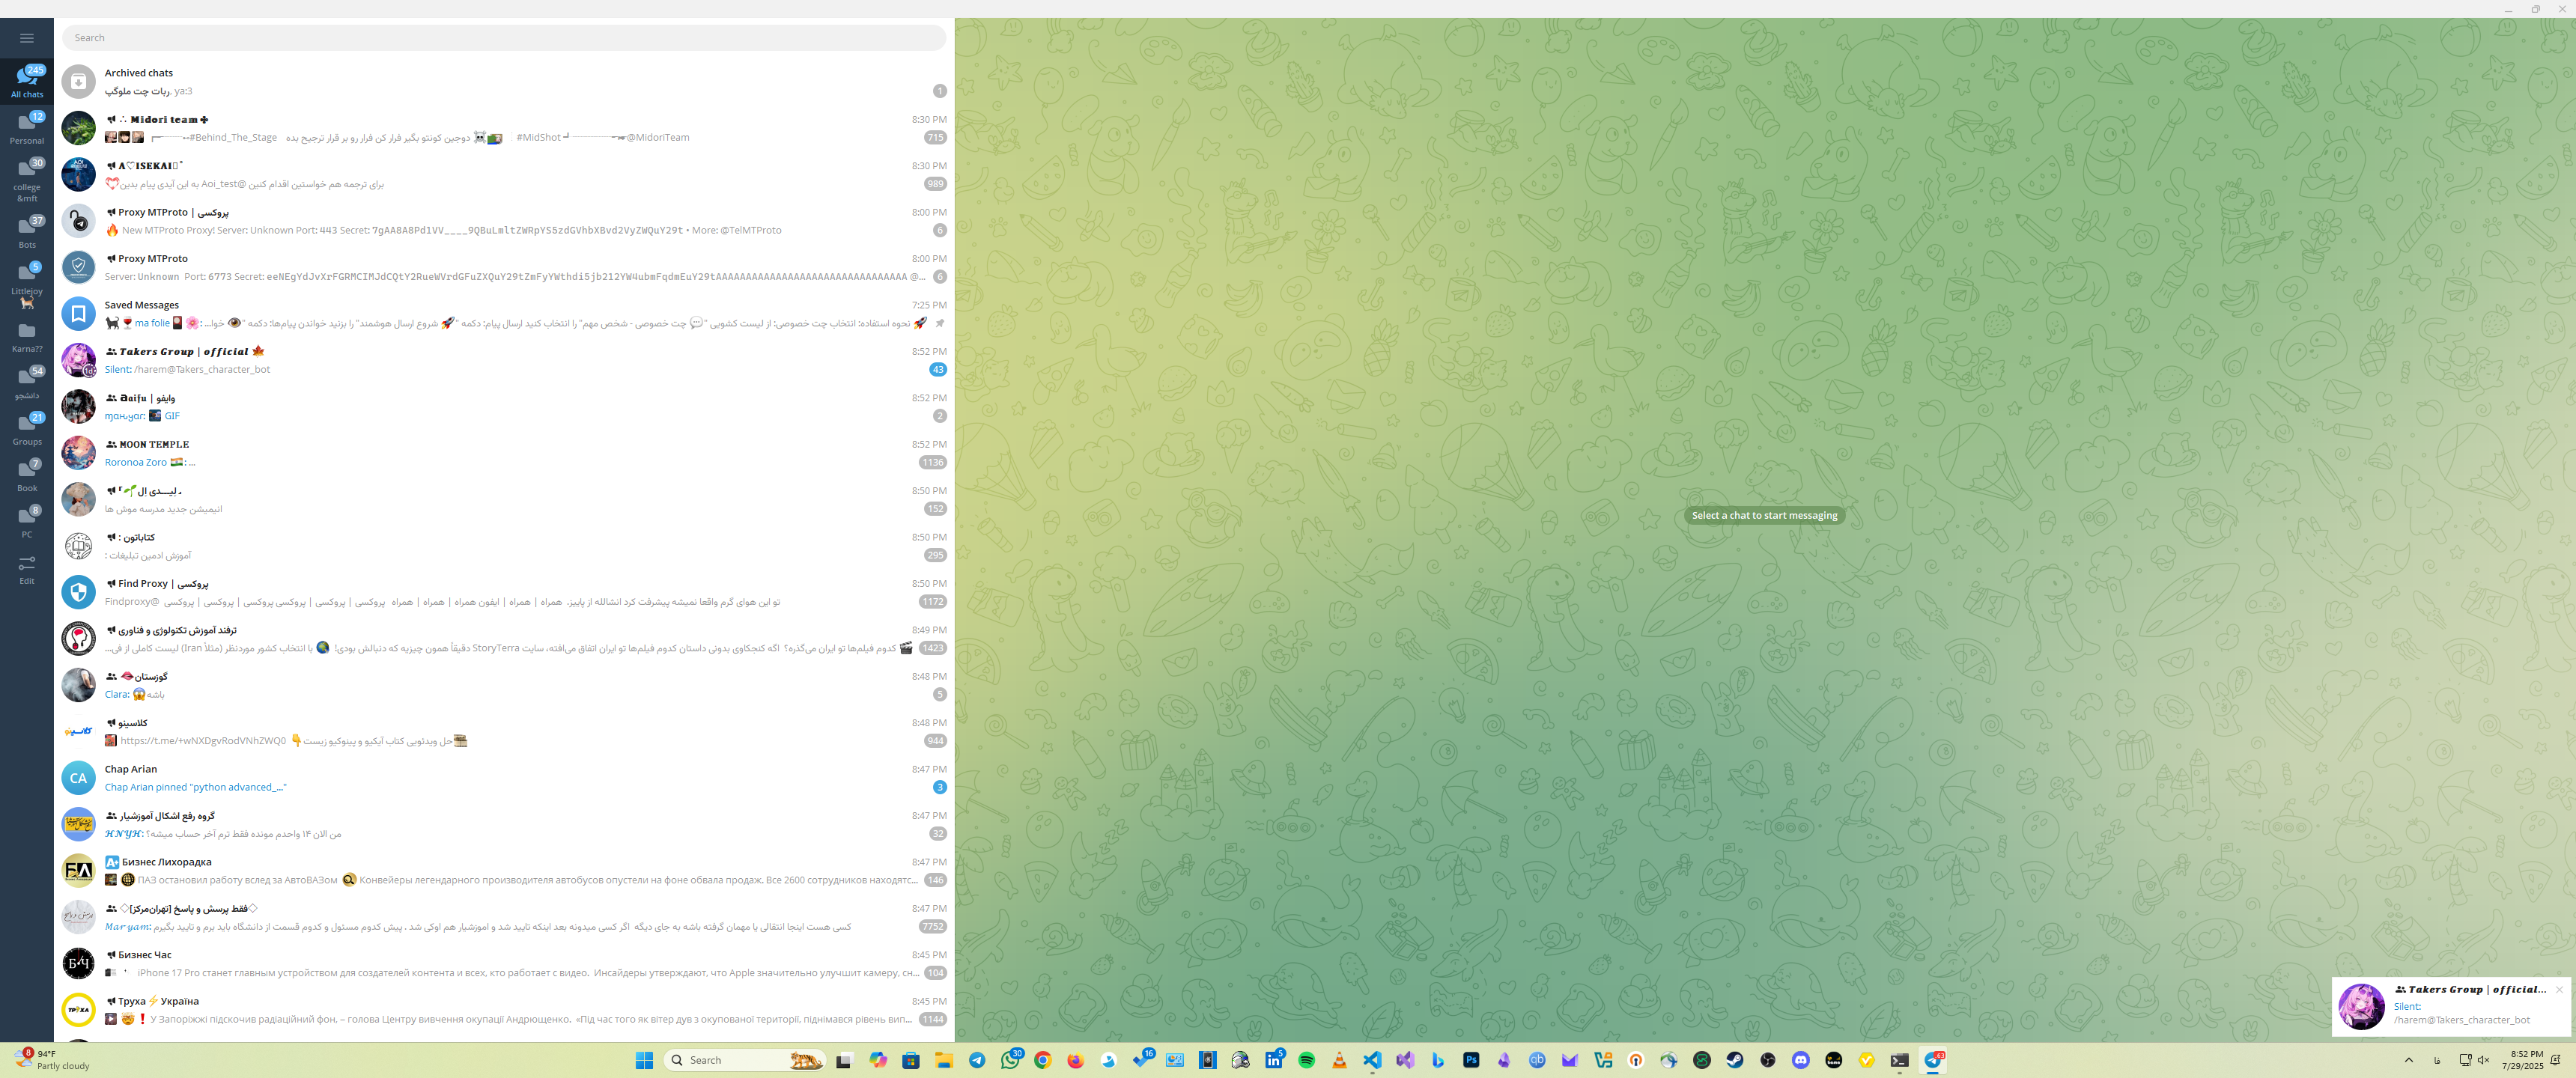 Search
245
All chats
12
Personal
30
college
&mft
37
Bots
5
Littlejoy
Karna??
54
دانشجو
21
Groups
7
Book
8
PC
Edit
Archived chats
ربات چت ملوگپ, ya:3
1
∴ Midori team ✤ 8:30 PM
#Behind_The_Stage دوجین کونتو بگیر فرار کن فرار رو بر قرار ترجیح بده ☠ #MidShot @MidoriTeam 715
Λ♡ISEKAI 8:30 PM
برای ترجمه هم خواستین اقدام کنین @Aoi_test به این آیدی پیام بدین 989
Proxy MTProto | پروکسی 8:00 PM
🔥 New MTProto Proxy! Server: Unknown Port: 443 Secret: 7gAA8A8Pd1VV____9QBuLmltZWRpYS5zdGVhbXBvd2VyZWQuY29t • More: @TelMTProto 6
Proxy MTProto 8:00 PM
Server: Unknown Port: 6773 Secret: @... 6
Saved Messages 7:25 PM
ma folie: 🚀 نحوه استفاده: انتخاب چت خصوصی: از لیست کشویی "💬 چت خصوصی - شخص مهم" را انتخاب کنید ارسال پیام: دکمه "🚀 شروع ارسال هوشمند" را بزنید خواندن پیام‌ها: دکمه "👁 خوا...
Takers Group | official 🍁 8:52 PM
Silent: /harem@Takers_character_bot 43
waifu | وایفو 8:52 PM
GIF 2
MOON TEMPLE 8:52 PM
Roronoa Zoro 🇮🇳: ... 1136
لیـــدی اِل 8:50 PM
انیمیشن جدید مدرسه موش ها 152
کتاباتون : 8:50 PM
آموزش ادمین تبلیغات : 295
Find Proxy | پروکسی 8:50 PM
تو این هوای گرم واقعا نمیشه پیشرفت کرد انشالله از پاییز. همراه | همراه | ایفون همراه | همراه | همراه پروکسی | پروکسی | پروکسی پروکسی | پروکسی | پروکسی @Findproxy 1172
ترفند آموزش تکنولوژی و فناوری 8:49 PM
🎬 کدوم فیلم‌ها تو ایران می‌گذره؟ اگه کنجکاوی بدونی داستان کدوم فیلم‌ها تو ایران اتفاق می‌افته، سایت StoryTerra دقیقاً همون چیزیه که دنبالش بودی! 🌍 با انتخاب کشور موردنظر (مثلاً Iran) لیست کاملی از فی... 1423
گوزستان 8:48 PM
Clara: باشه😱 5
کلاسینو 8:48 PM
حل ویدئویی کتاب آیکیو و پینوکیو زیست👇 https://t.me/+wNXDgvRodVNhZWQ0 944
کلاسینو
CA
Chap Arian 8:47 PM
Chap Arian pinned "python advanced_..." 3
گروه رفع اشکال آموزشیار 8:47 PM
HNYH: من الان ۱۴ واحدم مونده فقط ترم آخر حساب میشه؟ 32
Бизнес Лихорадка 8:47 PM
ПАЗ остановил работу вслед за АвтоВАЗом Конвейеры легендарного производителя автобусов опустели на фоне обвала продаж. Все 2600 сотрудников находятс... 146
◇فقط پرسش و پاسخ [تهران‌مرکز]◇ 8:47 PM
Maryam: کسی هست اینجا انتقالی یا مهمان گرفته باشه به جای دیگه اگر کسی میدونه بعد اینکه تایید شد و اموزشیار هم اوکی شد . پیش کدوم مسئول و کدوم قسمت از دانشگاه باید برم و تایید بگیرم 7752
БЧ
Бизнес Час 8:45 PM
iPhone 17 Pro станет главным устройством для создателей контента и всех, кто работает с видео. Инсайдеры утверждают, что Apple значительно улучшит камеру, сн... 104
ТРУХА
Труха⚡Україна 8:45 PM
🤯❗ У Запоріжжі підскочив радіаційний фон, – голова Центру вивчення окупації Андрющенко. «Під час того як вітер дув з окупованої території, піднімався рівень вип... 1144
Select a chat to start messaging
Takers Group | official...
Silent:
/harem@Takers_character_bot
8
94°F
Partly cloudy
Search
30
16
5
63
فا
8:52 PM
7/29/2025